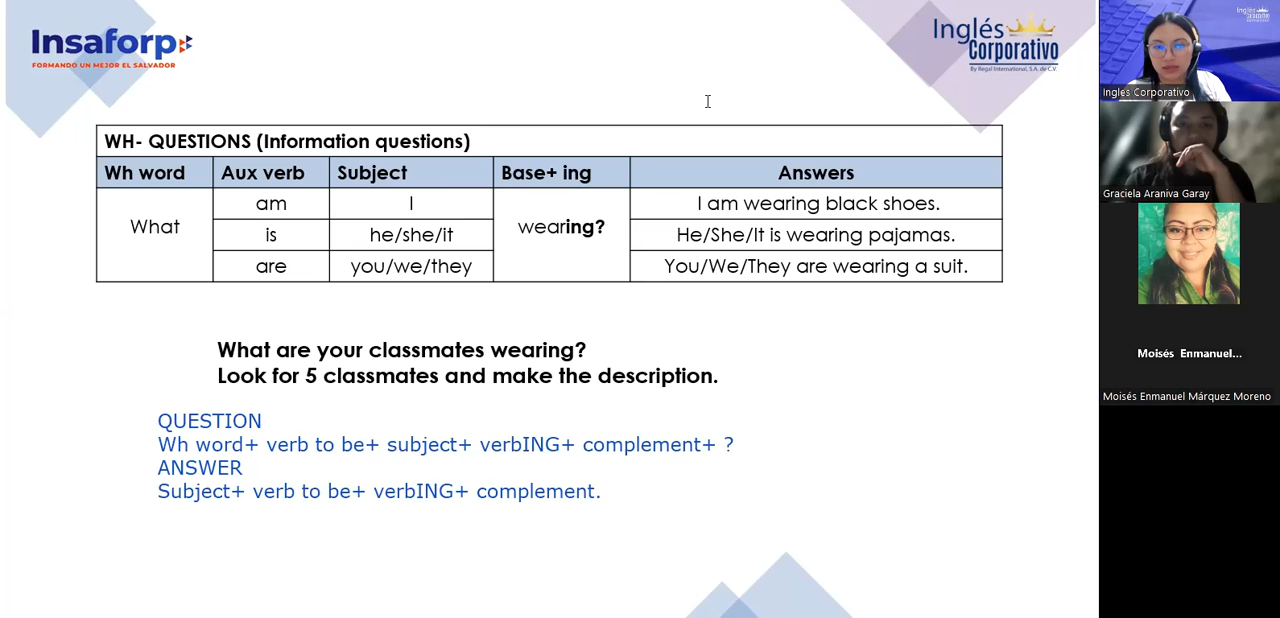 Insaforp
FORMANDO UN MEJOR EL SALVADOR
Inglés
Corporativo
By Regal International, S.A. de C.V.
WH- QUESTIONS (Information questions)
Wh word Aux verb Subject Base+ ing Answers
What
am I I am wearing black shoes.
wearing?
is he/she/it He/She/It is wearing pajamas.
are you/we/they You/We/They are wearing a suit.
What are your classmates wearing?
Look for 5 classmates and make the description.
QUESTION
Wh word+ verb to be+ subject+ verbING+ complement+ ?
ANSWER
Subject+ verb to be+ verbING+ complement.
Ingles Corporativo
Graciela Araniva Garay
Moisés Enmanuel...
Moisés Enmanuel Márquez Moreno